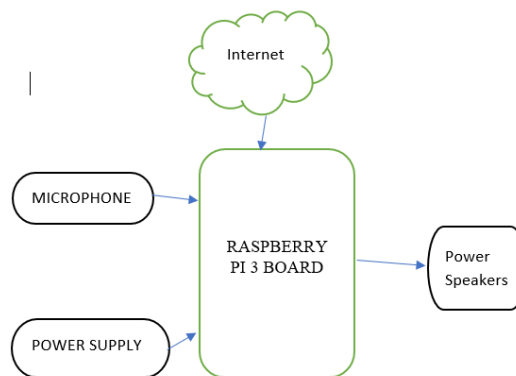 Internet
MICROPHONE
RASPBERRY
PI 3 BOARD
Power
Speakers
POWER SUPPLY